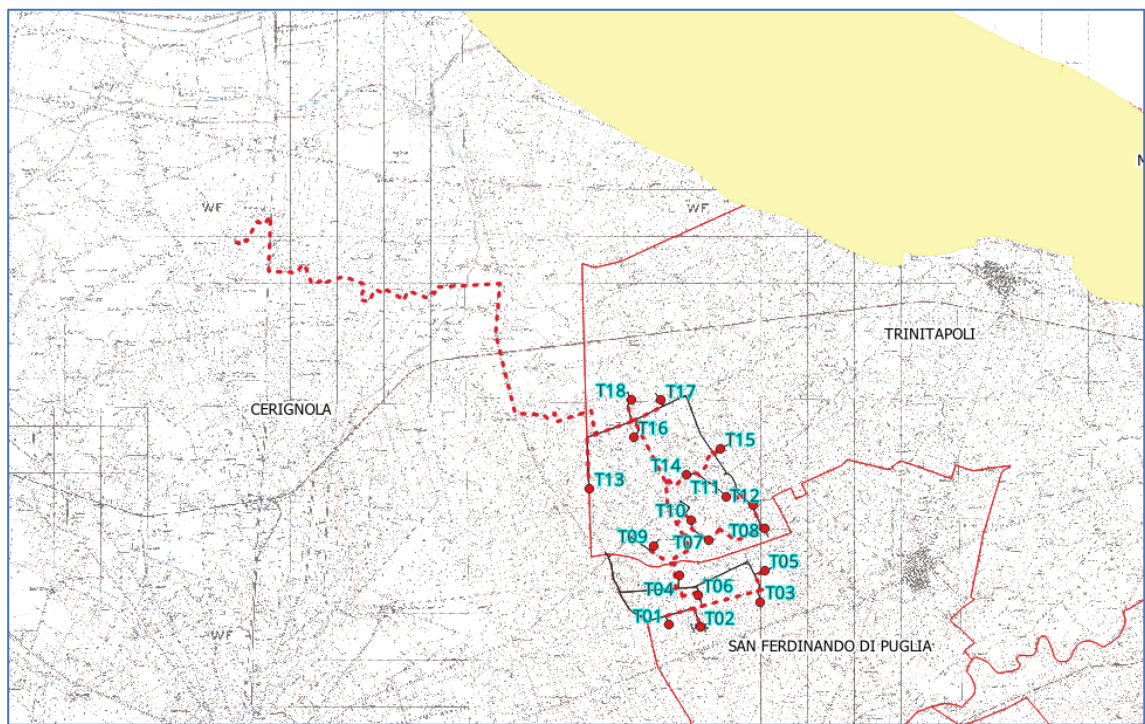 N
WF
WF
TRINITAPOLI
CERIGNOLA
T18
T17
T16
T15
T13
T14
T11
T12
T10
T09
T07
T08
T05
T04
T06
T03
T01
T02
WF
SAN FERDINANDO DI PUGLIA